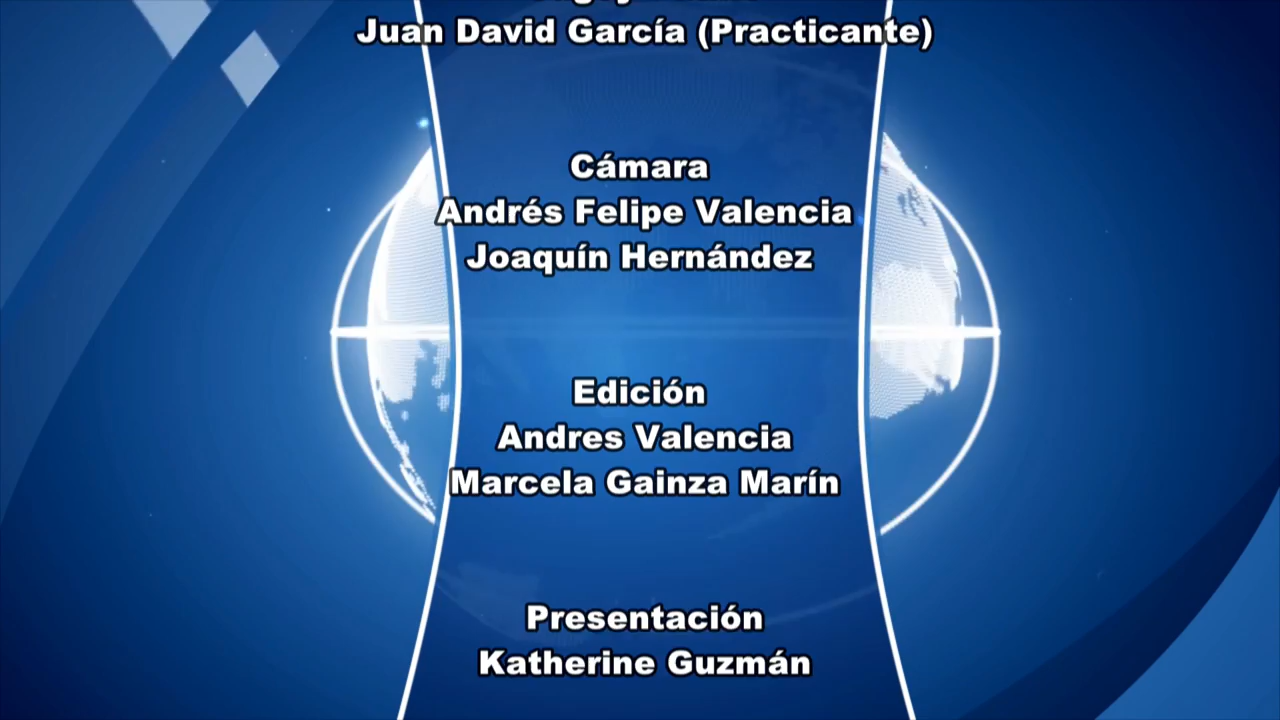 Juan David García (Practicante)
Cámara
Andrés Felipe Valencia
Joaquín Hernández
Edición
Andres Valencia
Marcela Gainza Marín
Presentación
Katherine Guzmán